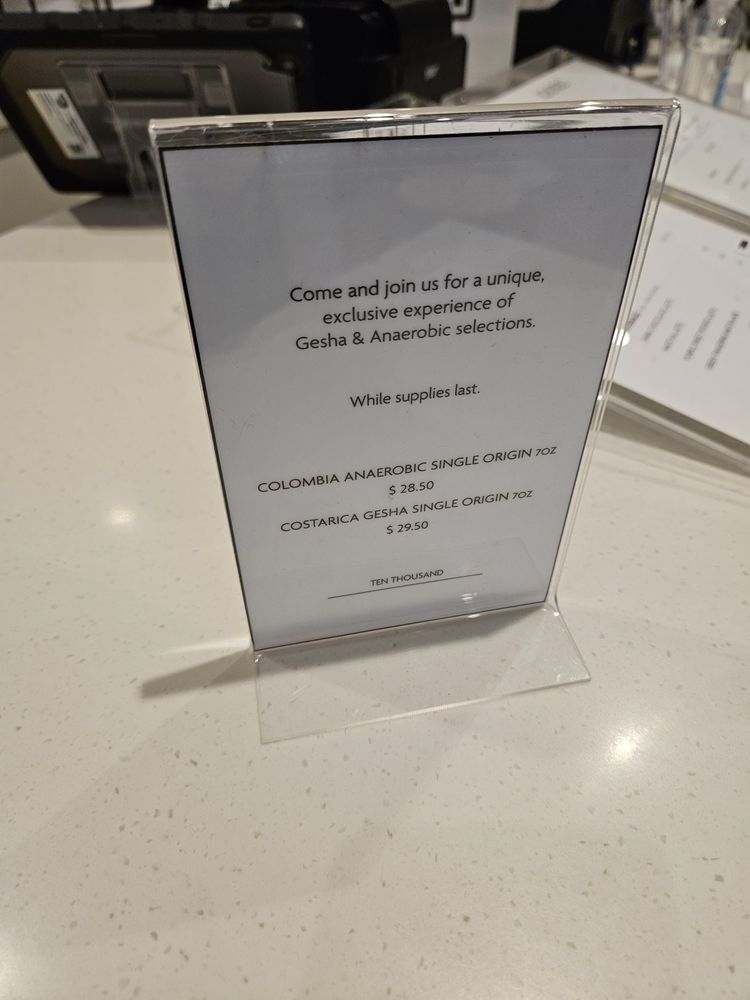 Come and join us for a unique,
exclusive experience of
Gesha & Anaerobic selections.
While supplies last.
COLOMBIA ANAEROBIC SINGLE ORIGIN 7OZ
$ 28.50
COSTARICA GESHA SINGLE ORIGIN 7OZ
$ 29.50
TEN THOUSAND